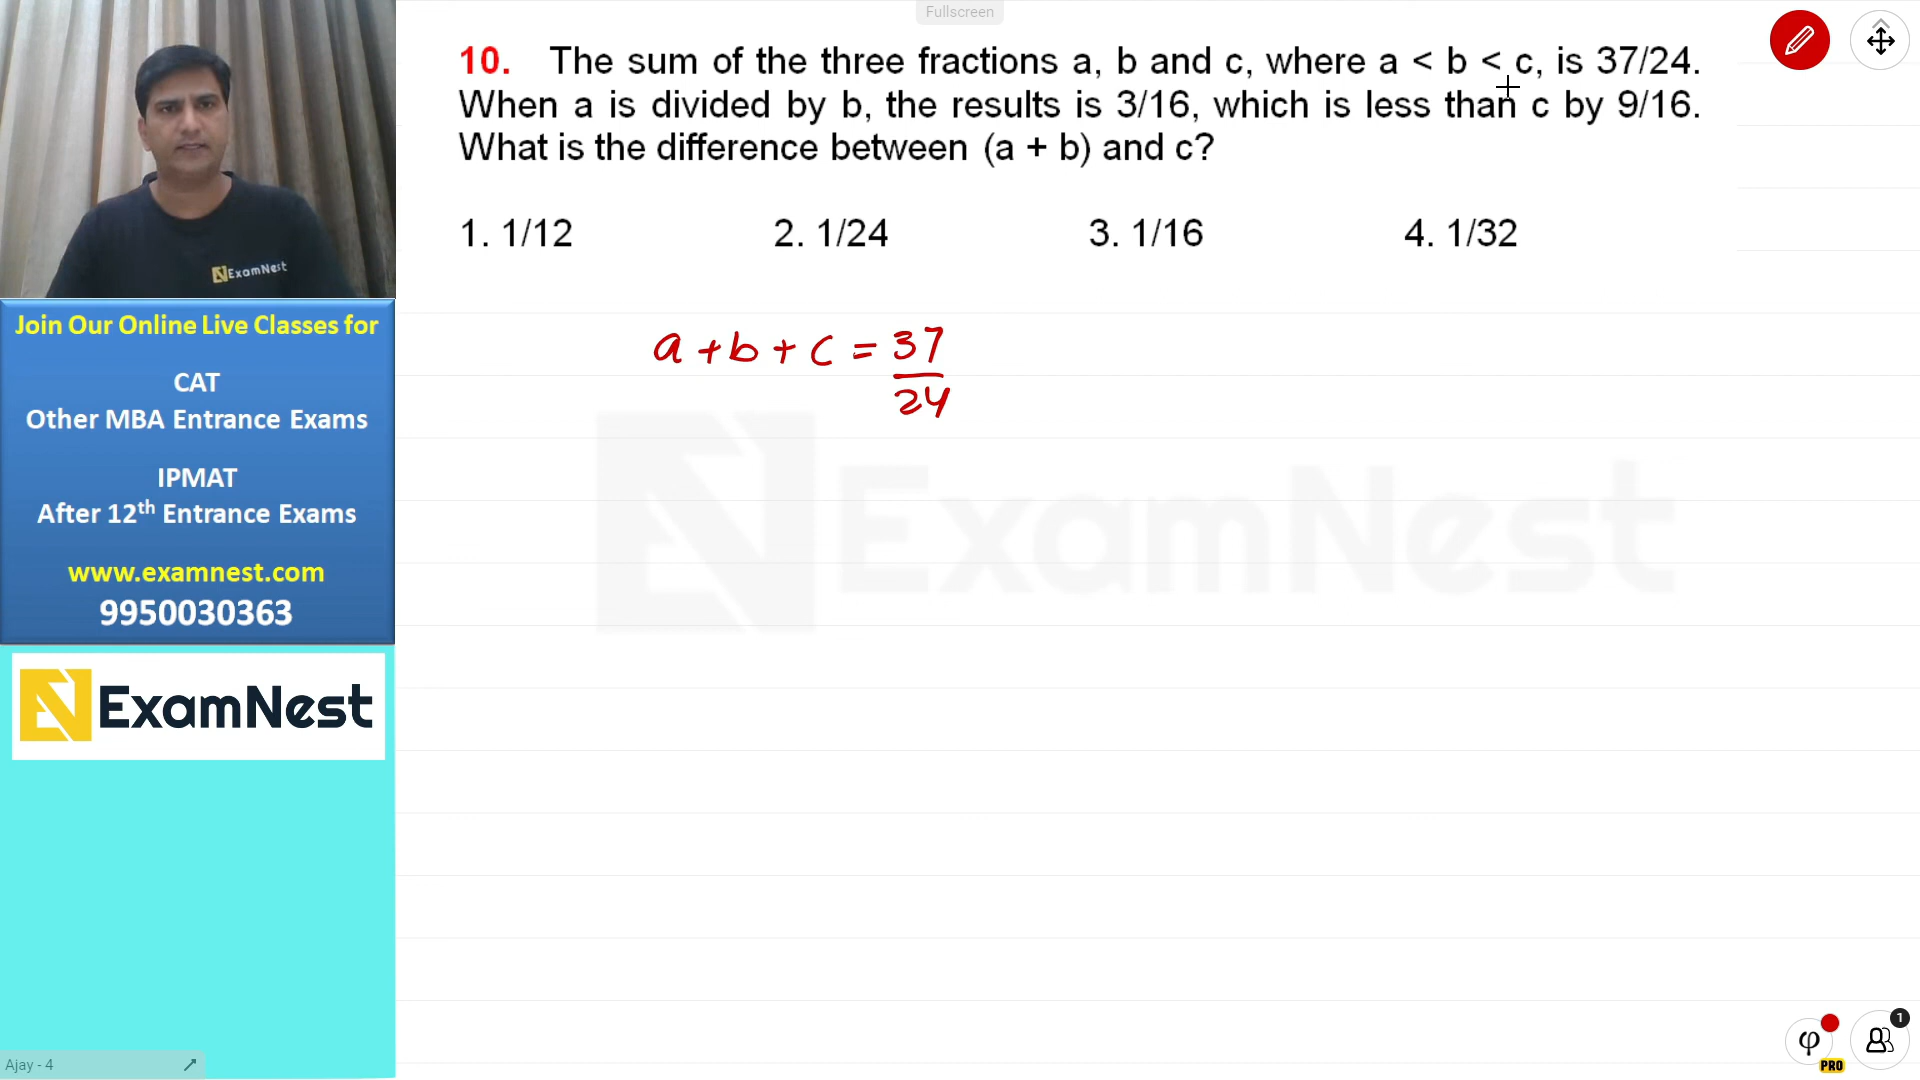 Fullscreen
10. The sum of the three fractions a, b and c, where a < b < c, is 37/24.
When a is divided by b, the results is 3/16, which is less than c by 9/16.
What is the difference between (a + b) and c?
1. 1/12 2. 1/24 3. 1/16 4. 1/32
a + b + c = 37/24
ExamNest
ExamNest
Join Our Online Live Classes for
CAT
Other MBA Entrance Exams
IPMAT
After 12th Entrance Exams
www.examnest.com
9950030363
ExamNest
Ajay - 4
φ
PRO
1